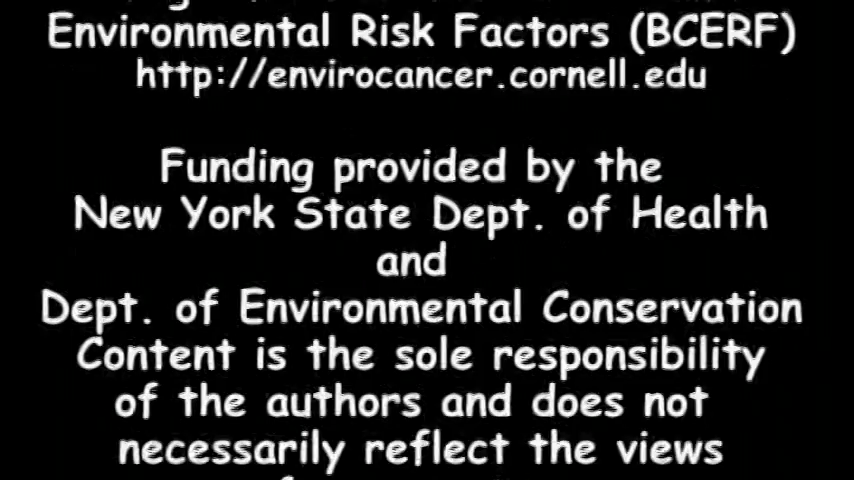 Environmental Risk Factors (BCERF)
http://envirocancer.cornell.edu
Funding provided by the
New York State Dept. of Health
and
Dept. of Environmental Conservation
Content is the sole responsibility
of the authors and does not
necessarily reflect the views